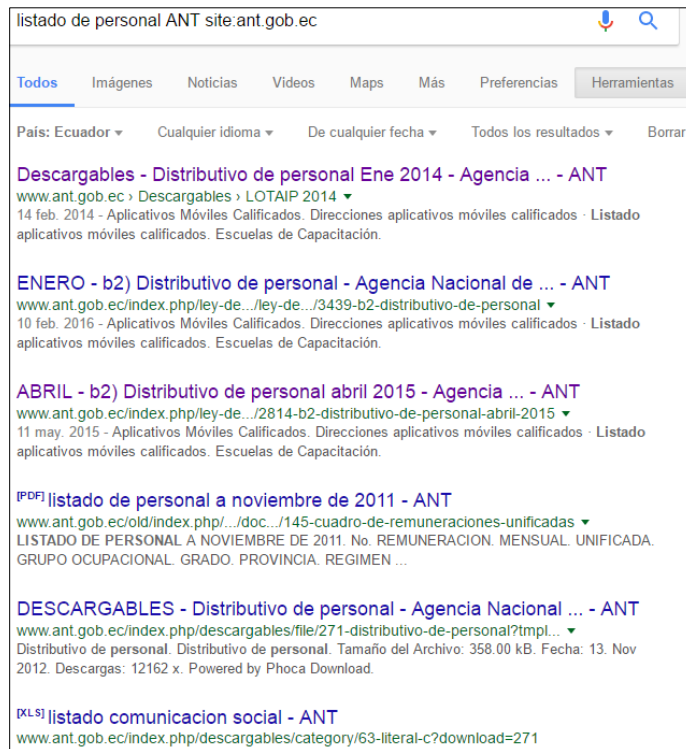 listado de personal ANT site:ant.gob.ec
Todos Imágenes Noticias Videos Maps Más Preferencias Herramientas
País: Ecuador Cualquier idioma De cualquier fecha Todos los resultados Borrar
Descargables - Distributivo de personal Ene 2014 - Agencia ... - ANT
www.ant.gob.ec › Descargables › LOTAIP 2014
14 feb. 2014 - Aplicativos Móviles Calificados. Direcciones aplicativos móviles calificados · Listado
aplicativos móviles calificados. Escuelas de Capacitación.
ENERO - b2) Distributivo de personal - Agencia Nacional de ... - ANT
www.ant.gob.ec/index.php/ley-de.../ley-de.../3439-b2-distributivo-de-personal
10 feb. 2016 - Aplicativos Móviles Calificados. Direcciones aplicativos móviles calificados · Listado
aplicativos móviles calificados. Escuelas de Capacitación.
ABRIL - b2) Distributivo de personal abril 2015 - Agencia ... - ANT
www.ant.gob.ec/index.php/ley-de.../2814-b2-distributivo-de-personal-abril-2015
11 may. 2015 - Aplicativos Móviles Calificados. Direcciones aplicativos móviles calificados · Listado
aplicativos móviles calificados. Escuelas de Capacitación.
[PDF] listado de personal a noviembre de 2011 - ANT
www.ant.gob.ec/old/index.php/.../doc.../145-cuadro-de-remuneraciones-unificadas
LISTADO DE PERSONAL A NOVIEMBRE DE 2011. No. REMUNERACION. MENSUAL. UNIFICADA.
GRUPO OCUPACIONAL. GRADO. PROVINCIA. REGIMEN ...
DESCARGABLES - Distributivo de personal - Agencia Nacional ... - ANT
www.ant.gob.ec/index.php/descargables/file/271-distributivo-de-personal?tmpl...
Distributivo de personal. Distributivo de personal. Tamaño del Archivo: 358.00 kB. Fecha: 13. Nov
2012. Descargas: 12162 x. Powered by Phoca Download.
[XLS] listado comunicacion social - ANT
www.ant.gob.ec/index.php/descargables/category/63-literal-c?download=271